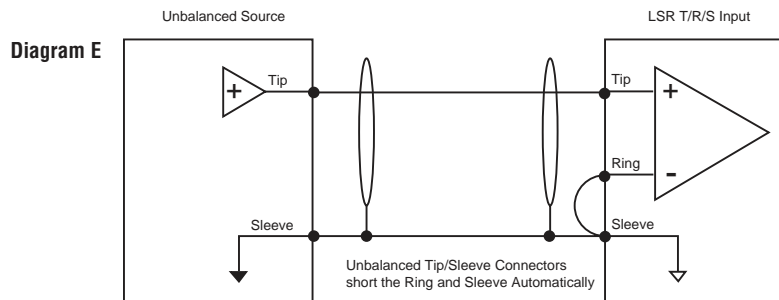 Unbalanced Source
LSR T/R/S Input
Diagram E
Tip
Tip
+
+
Ring
-
Sleeve
Sleeve
Unbalanced Tip/Sleeve Connectors
short the Ring and Sleeve Automatically